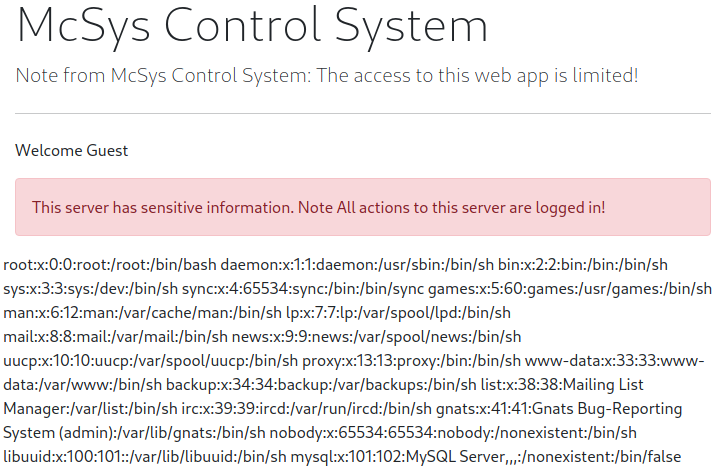 McSys Control System
Note from McSys Control System: The access to this web app is limited!
Welcome Guest
This server has sensitive information. Note All actions to this server are logged in!
root:x:0:0:root:/root:/bin/bash daemon:x:1:1:daemon:/usr/sbin:/bin/sh bin:x:2:2:bin:/bin:/bin/sh
sys:x:3:3:sys:/dev:/bin/sh sync:x:4:65534:sync:/bin:/bin/sync games:x:5:60:games:/usr/games:/bin/sh
man:x:6:12:man:/var/cache/man:/bin/sh lp:x:7:7:lp:/var/spool/lpd:/bin/sh
mail:x:8:8:mail:/var/mail:/bin/sh news:x:9:9:news:/var/spool/news:/bin/sh
uucp:x:10:10:uucp:/var/spool/uucp:/bin/sh proxy:x:13:13:proxy:/bin:/bin/sh www-data:x:33:33:www-
data:/var/www:/bin/sh backup:x:34:34:backup:/var/backups:/bin/sh list:x:38:38:Mailing List
Manager:/var/list:/bin/sh irc:x:39:39:ircd:/var/run/ircd:/bin/sh gnats:x:41:41:Gnats Bug-Reporting
System (admin):/var/lib/gnats:/bin/sh nobody:x:65534:65534:nobody:/nonexistent:/bin/sh
libuuid:x:100:101::/var/lib/libuuid:/bin/sh mysql:x:101:102:MySQL Server,,,:/nonexistent:/bin/false